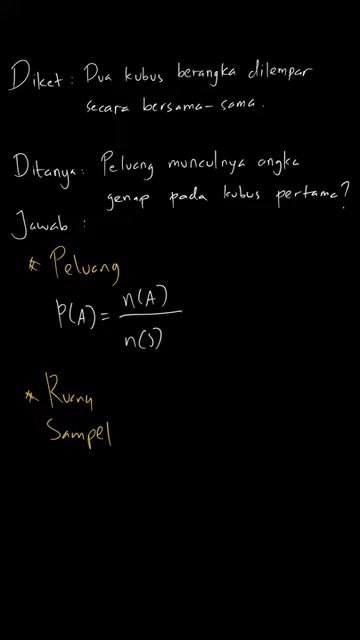 Diket : Dua kubus berangka dilempar
secara bersama-sama.
Ditanya : Peluang munculnya angka
genap pada kubus pertama?
Jawab :
* Peluang
P(A) = n(A)
n(S)
* Ruang
Sampel